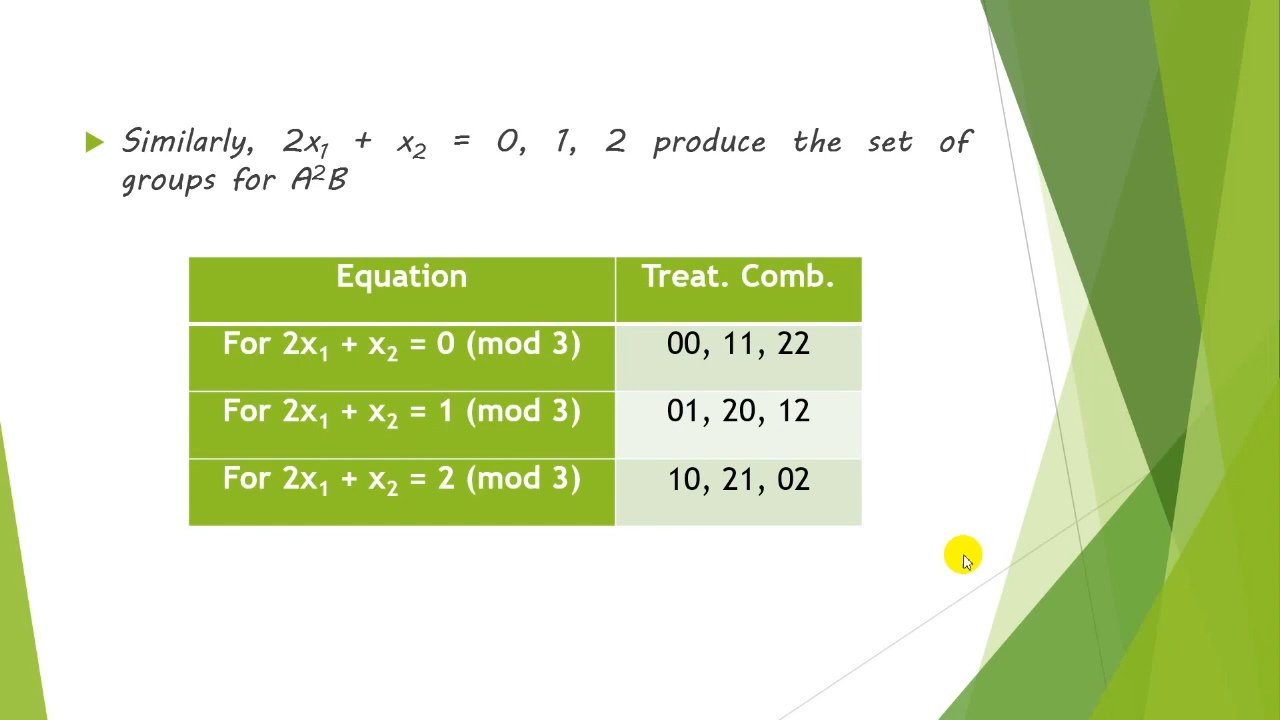 Similarly, 2x₁ + x₂ = 0, 1, 2 produce the set of
groups for A²B
Equation Treat. Comb.
For 2x₁ + x₂ = 0 (mod 3) 00, 11, 22
For 2x₁ + x₂ = 1 (mod 3) 01, 20, 12
For 2x₁ + x₂ = 2 (mod 3) 10, 21, 02